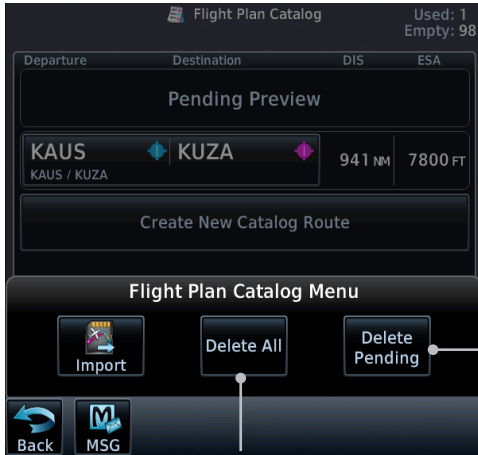 Flight Plan Catalog
Used: 1
Empty: 98
Departure Destination DIS ESA
Pending Preview
KAUS KUZA 941 NM 7800 FT
KAUS / KUZA
Create New Catalog Route
Flight Plan Catalog Menu
Import
Delete All
Delete
Pending
Back
MSG